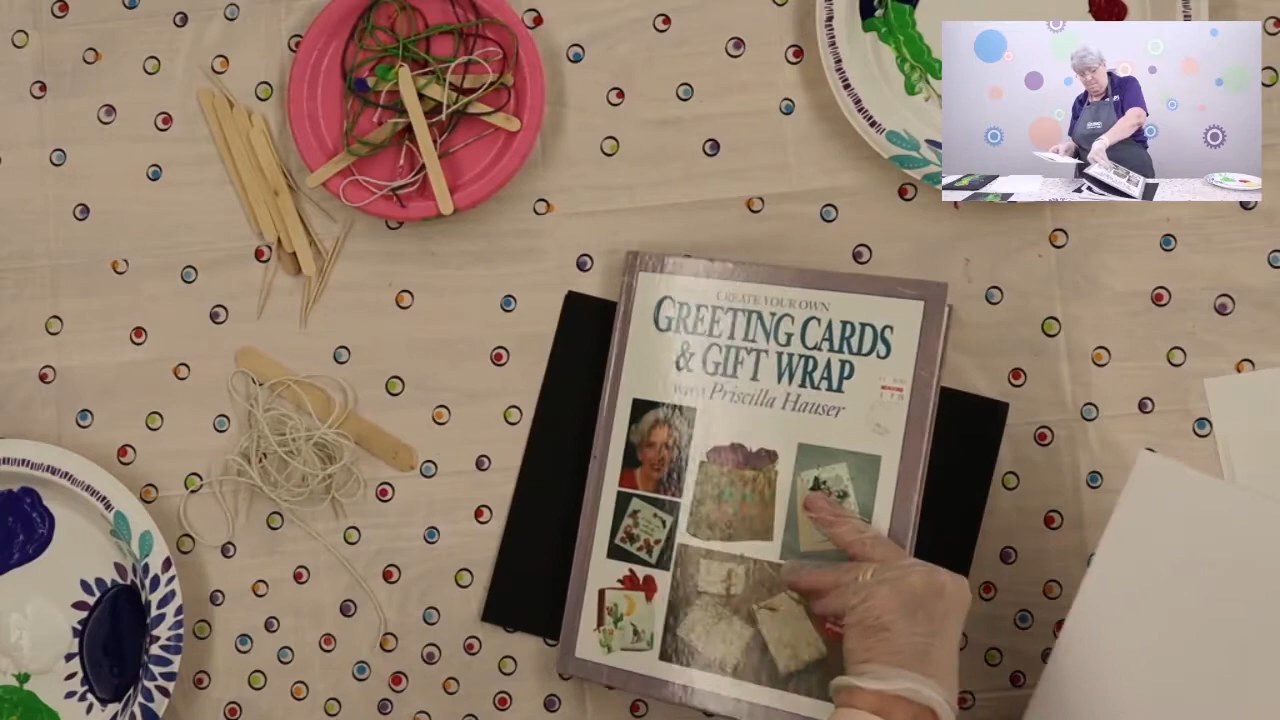 CREATE YOUR OWN
GREETING CARDS
& GIFT WRAP
WITH Priscilla Hauser